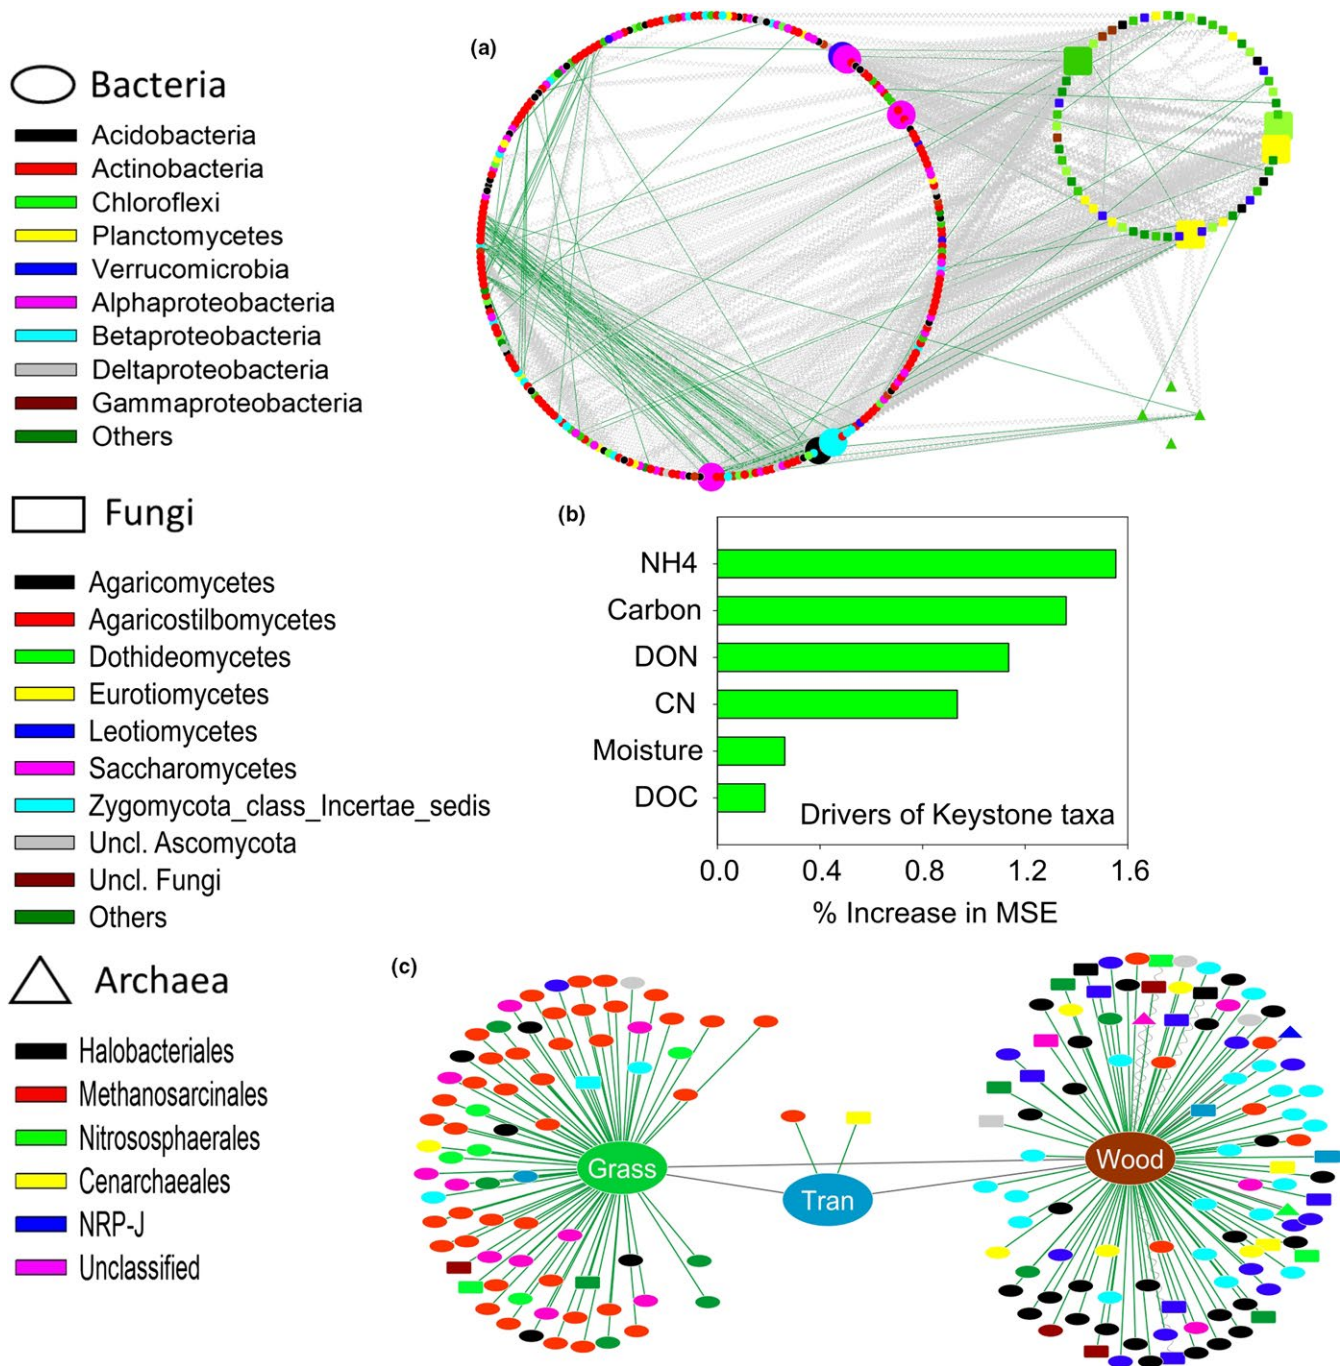 (a)
Bacteria
Acidobacteria
Actinobacteria
Chloroflexi
Planctomycetes
Verrucomicrobia
Alphaproteobacteria
Betaproteobacteria
Deltaproteobacteria
Gammaproteobacteria
Others
Fungi
Agaricomycetes
Agaricostilbomycetes
Dothideomycetes
Eurotiomycetes
Leotiomycetes
Saccharomycetes
Zygomycota_class_Incertae_sedis
Uncl. Ascomycota
Uncl. Fungi
Others
Archaea
Halobacteriales
Methanosarcinales
Nitrososphaerales
Cenarchaeales
NRP-J
Unclassified
(b)
NH4
Carbon
DON
CN
Moisture
DOC
Drivers of Keystone taxa
0.0 0.4 0.8 1.2 1.6
% Increase in MSE
(c)
Grass
Tran
Wood